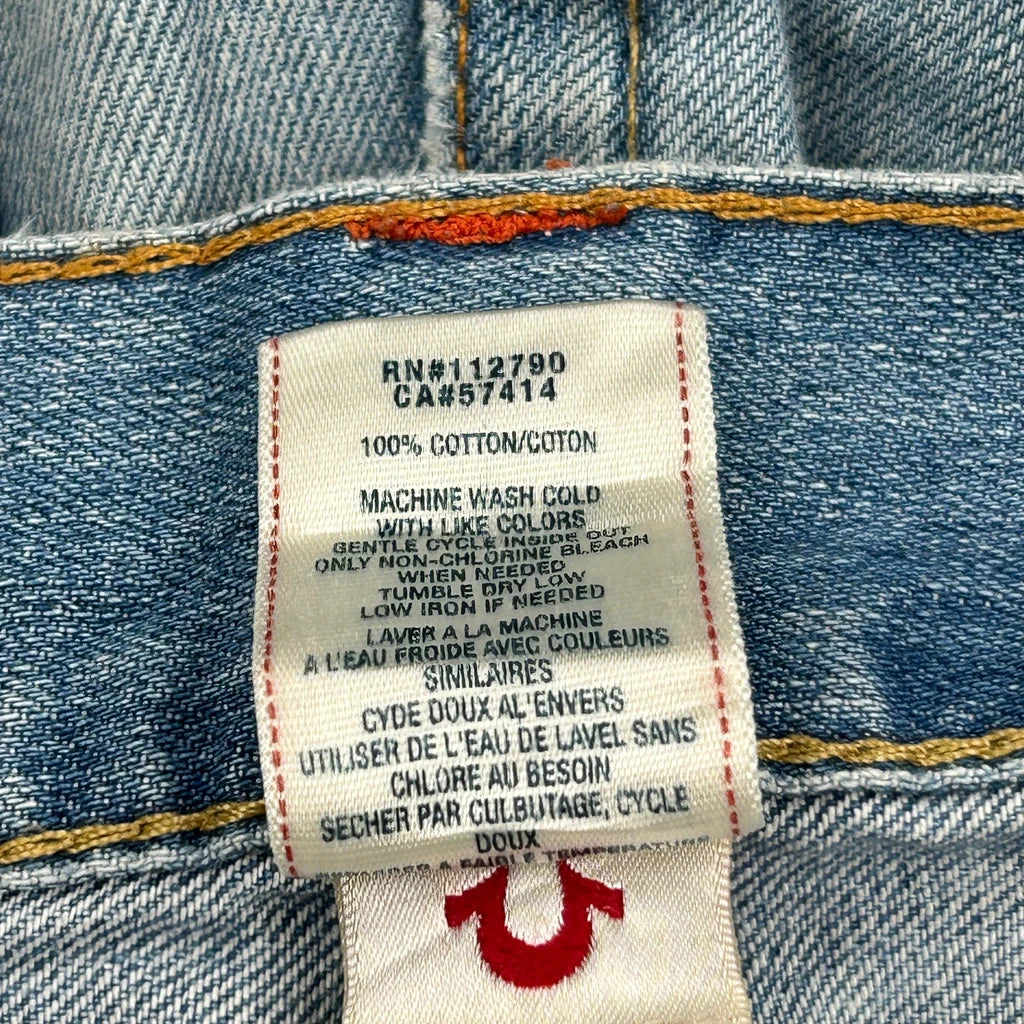 RN#112790
CA#57414
100% COTTON/COTON
MACHINE WASH COLD
WITH LIKE COLORS
GENTLE CYCLE INSIDE OUT
ONLY NON-CHLORINE BLEACH
WHEN NEEDED
TUMBLE DRY LOW
LOW IRON IF NEEDED
LAVER A LA MACHINE
A L'EAU FROIDE AVEC COULEURS
SIMILAIRES
CYDE DOUX AL'ENVERS
UTILISER DE L'EAU DE LAVEL SANS
CHLORE AU BESOIN
SECHER PAR CULBUTAGE, CYCLE
DOUX
A FAIBLE TEMPERATURE